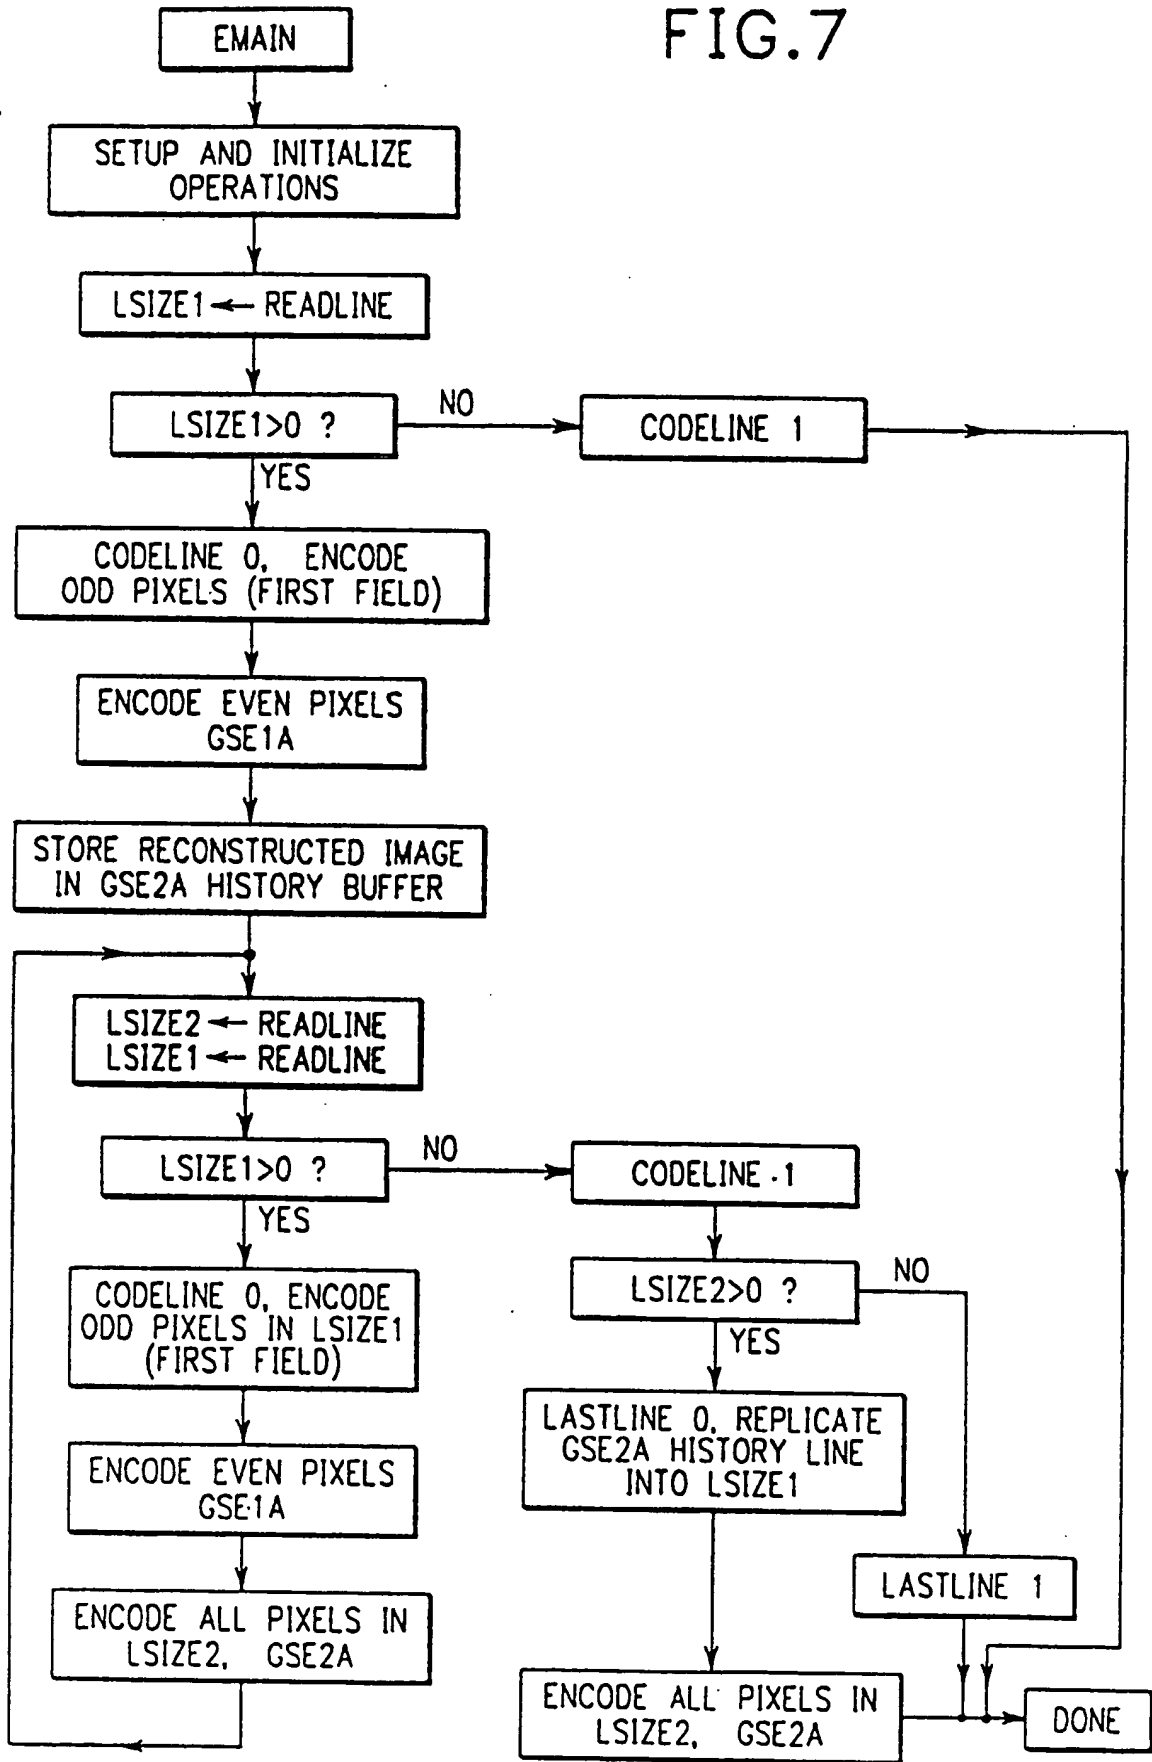 FIG.7
EMAIN
SETUP AND INITIALIZE
OPERATIONS
LSIZE1 ← READLINE
LSIZE1>0 ?
NO
CODELINE 1
YES
CODELINE 0, ENCODE
ODD PIXELS (FIRST FIELD)
ENCODE EVEN PIXELS
GSE1A
STORE RECONSTRUCTED IMAGE
IN GSE2A HISTORY BUFFER
LSIZE2 ← READLINE
LSIZE1 ← READLINE
LSIZE1>0 ?
NO
CODELINE 1
YES
LSIZE2>0 ?
NO
CODELINE 0, ENCODE
ODD PIXELS IN LSIZE1
(FIRST FIELD)
YES
LASTLINE 0, REPLICATE
GSE2A HISTORY LINE
INTO LSIZE1
ENCODE EVEN PIXELS
GSE1A
LASTLINE 1
ENCODE ALL PIXELS IN
LSIZE2, GSE2A
ENCODE ALL PIXELS IN
LSIZE2, GSE2A
DONE